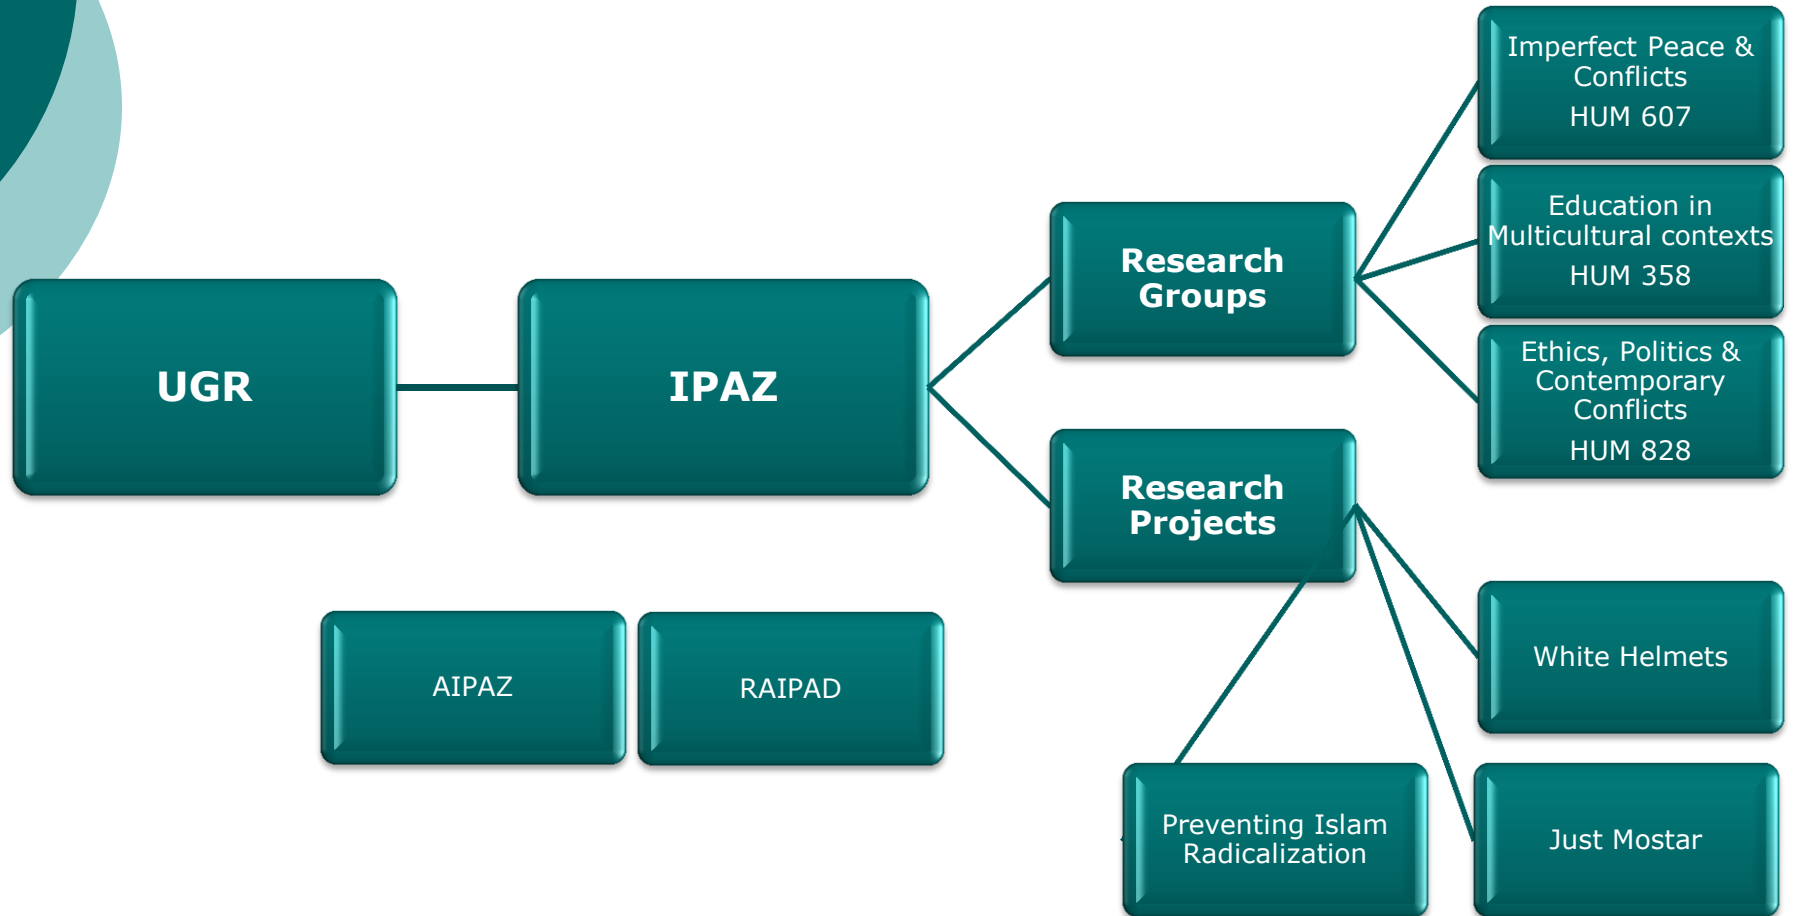 UGR
IPAZ
Research
Groups
Research
Projects
Imperfect Peace &
Conflicts
HUM 607
Education in
Multicultural contexts
HUM 358
Ethics, Politics &
Contemporary
Conflicts
HUM 828
White Helmets
Just Mostar
Preventing Islam
Radicalization
AIPAZ
RAIPAD